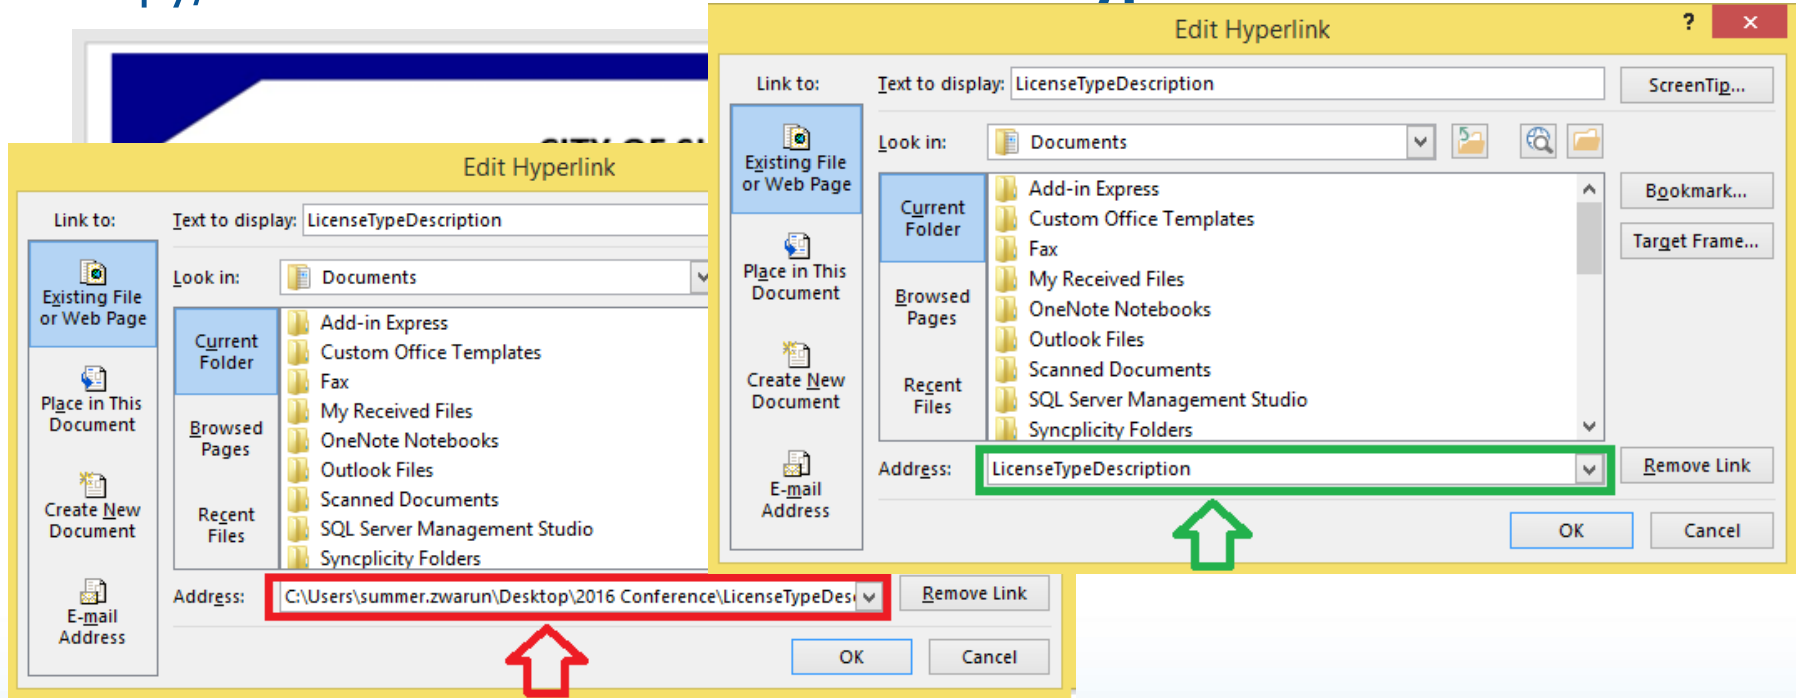 Edit Hyperlink
?
×
Link to:
Text to display: LicenseTypeDescription
ScreenTip...
Existing File
or Web Page
Look in:
Documents
Current
Folder
Add-in Express
Custom Office Templates
Fax
My Received Files
OneNote Notebooks
Outlook Files
Scanned Documents
SQL Server Management Studio
Syncplicity Folders
Bookmark...
Target Frame...
Place in This
Document
Browsed
Pages
Create New
Document
Recent
Files
E-mail
Address
Address: LicenseTypeDescription
Remove Link
OK
Cancel
CITY OF
Edit Hyperlink
Link to:
Text to display: LicenseTypeDescription
Existing File
or Web Page
Look in:
Documents
Current
Folder
Add-in Express
Custom Office Templates
Fax
My Received Files
OneNote Notebooks
Outlook Files
Scanned Documents
SQL Server Management Studio
Syncplicity Folders
Place in This
Document
Browsed
Pages
Create New
Document
Recent
Files
E-mail
Address
Address: C:\Users\summer.zwarun\Desktop\2016 Conference\LicenseTypeDes
Remove Link
OK
Cancel